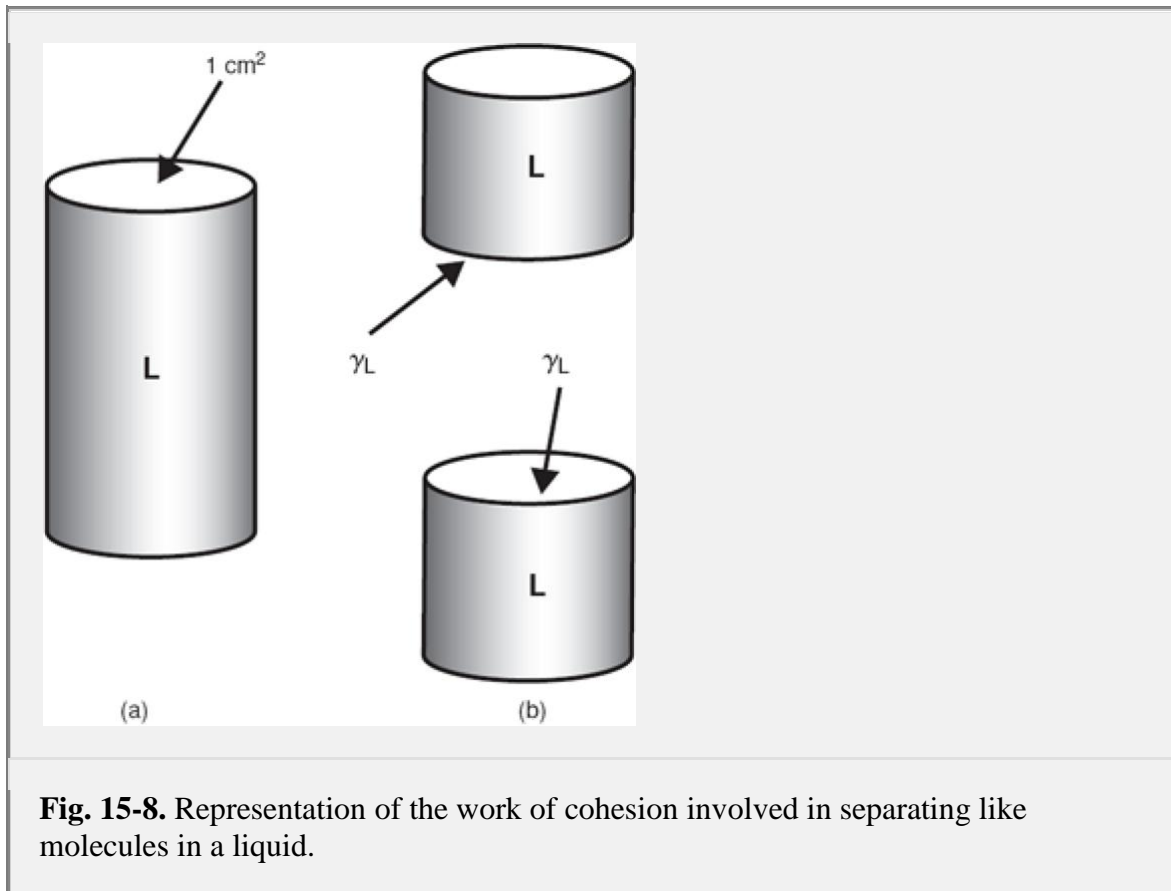 1 cm²
L
L
γL
γL
L
(a)
(b)
Fig. 15-8. Representation of the work of cohesion involved in separating like
molecules in a liquid.